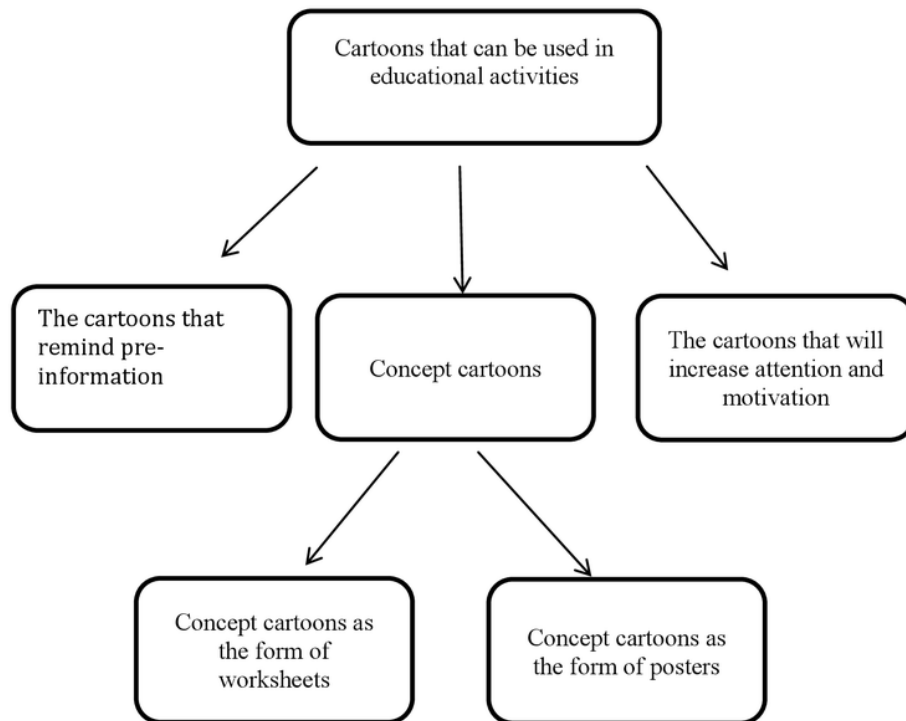 Cartoons that can be used in
educational activities
The cartoons that
remind pre-
information
Concept cartoons
The cartoons that will
increase attention and
motivation
Concept cartoons as
the form of
worksheets
Concept cartoons as
the form of posters